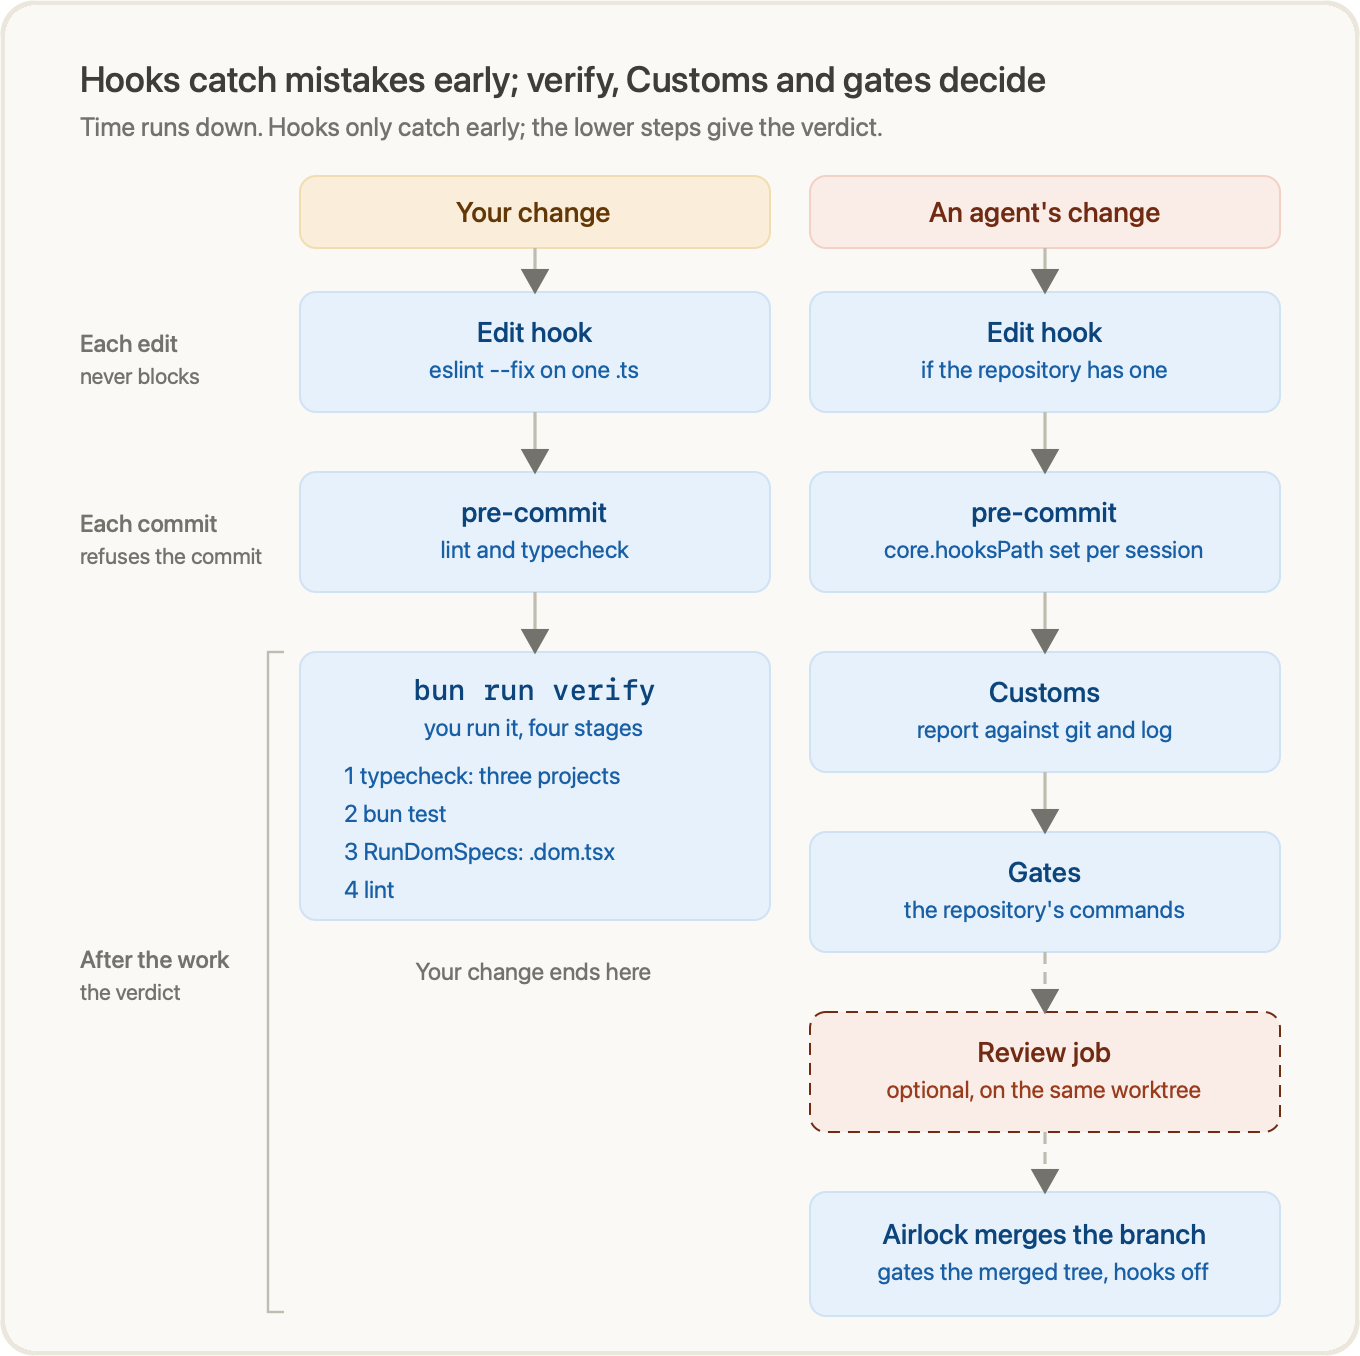 Hooks catch mistakes early; verify, Customs and gates decide
Time runs down. Hooks only catch early; the lower steps give the verdict.
Your change
An agent's change
Each edit
never blocks
Edit hook
eslint --fix on one .ts
Edit hook
if the repository has one
Each commit
refuses the commit
pre-commit
lint and typecheck
pre-commit
core.hooksPath set per session
After the work
the verdict
bun run verify
you run it, four stages
1 typecheck: three projects
2 bun test
3 RunDomSpecs: .dom.tsx
4 lint
Your change ends here
Customs
report against git and log
Gates
the repository's commands
Review job
optional, on the same worktree
Airlock merges the branch
gates the merged tree, hooks off